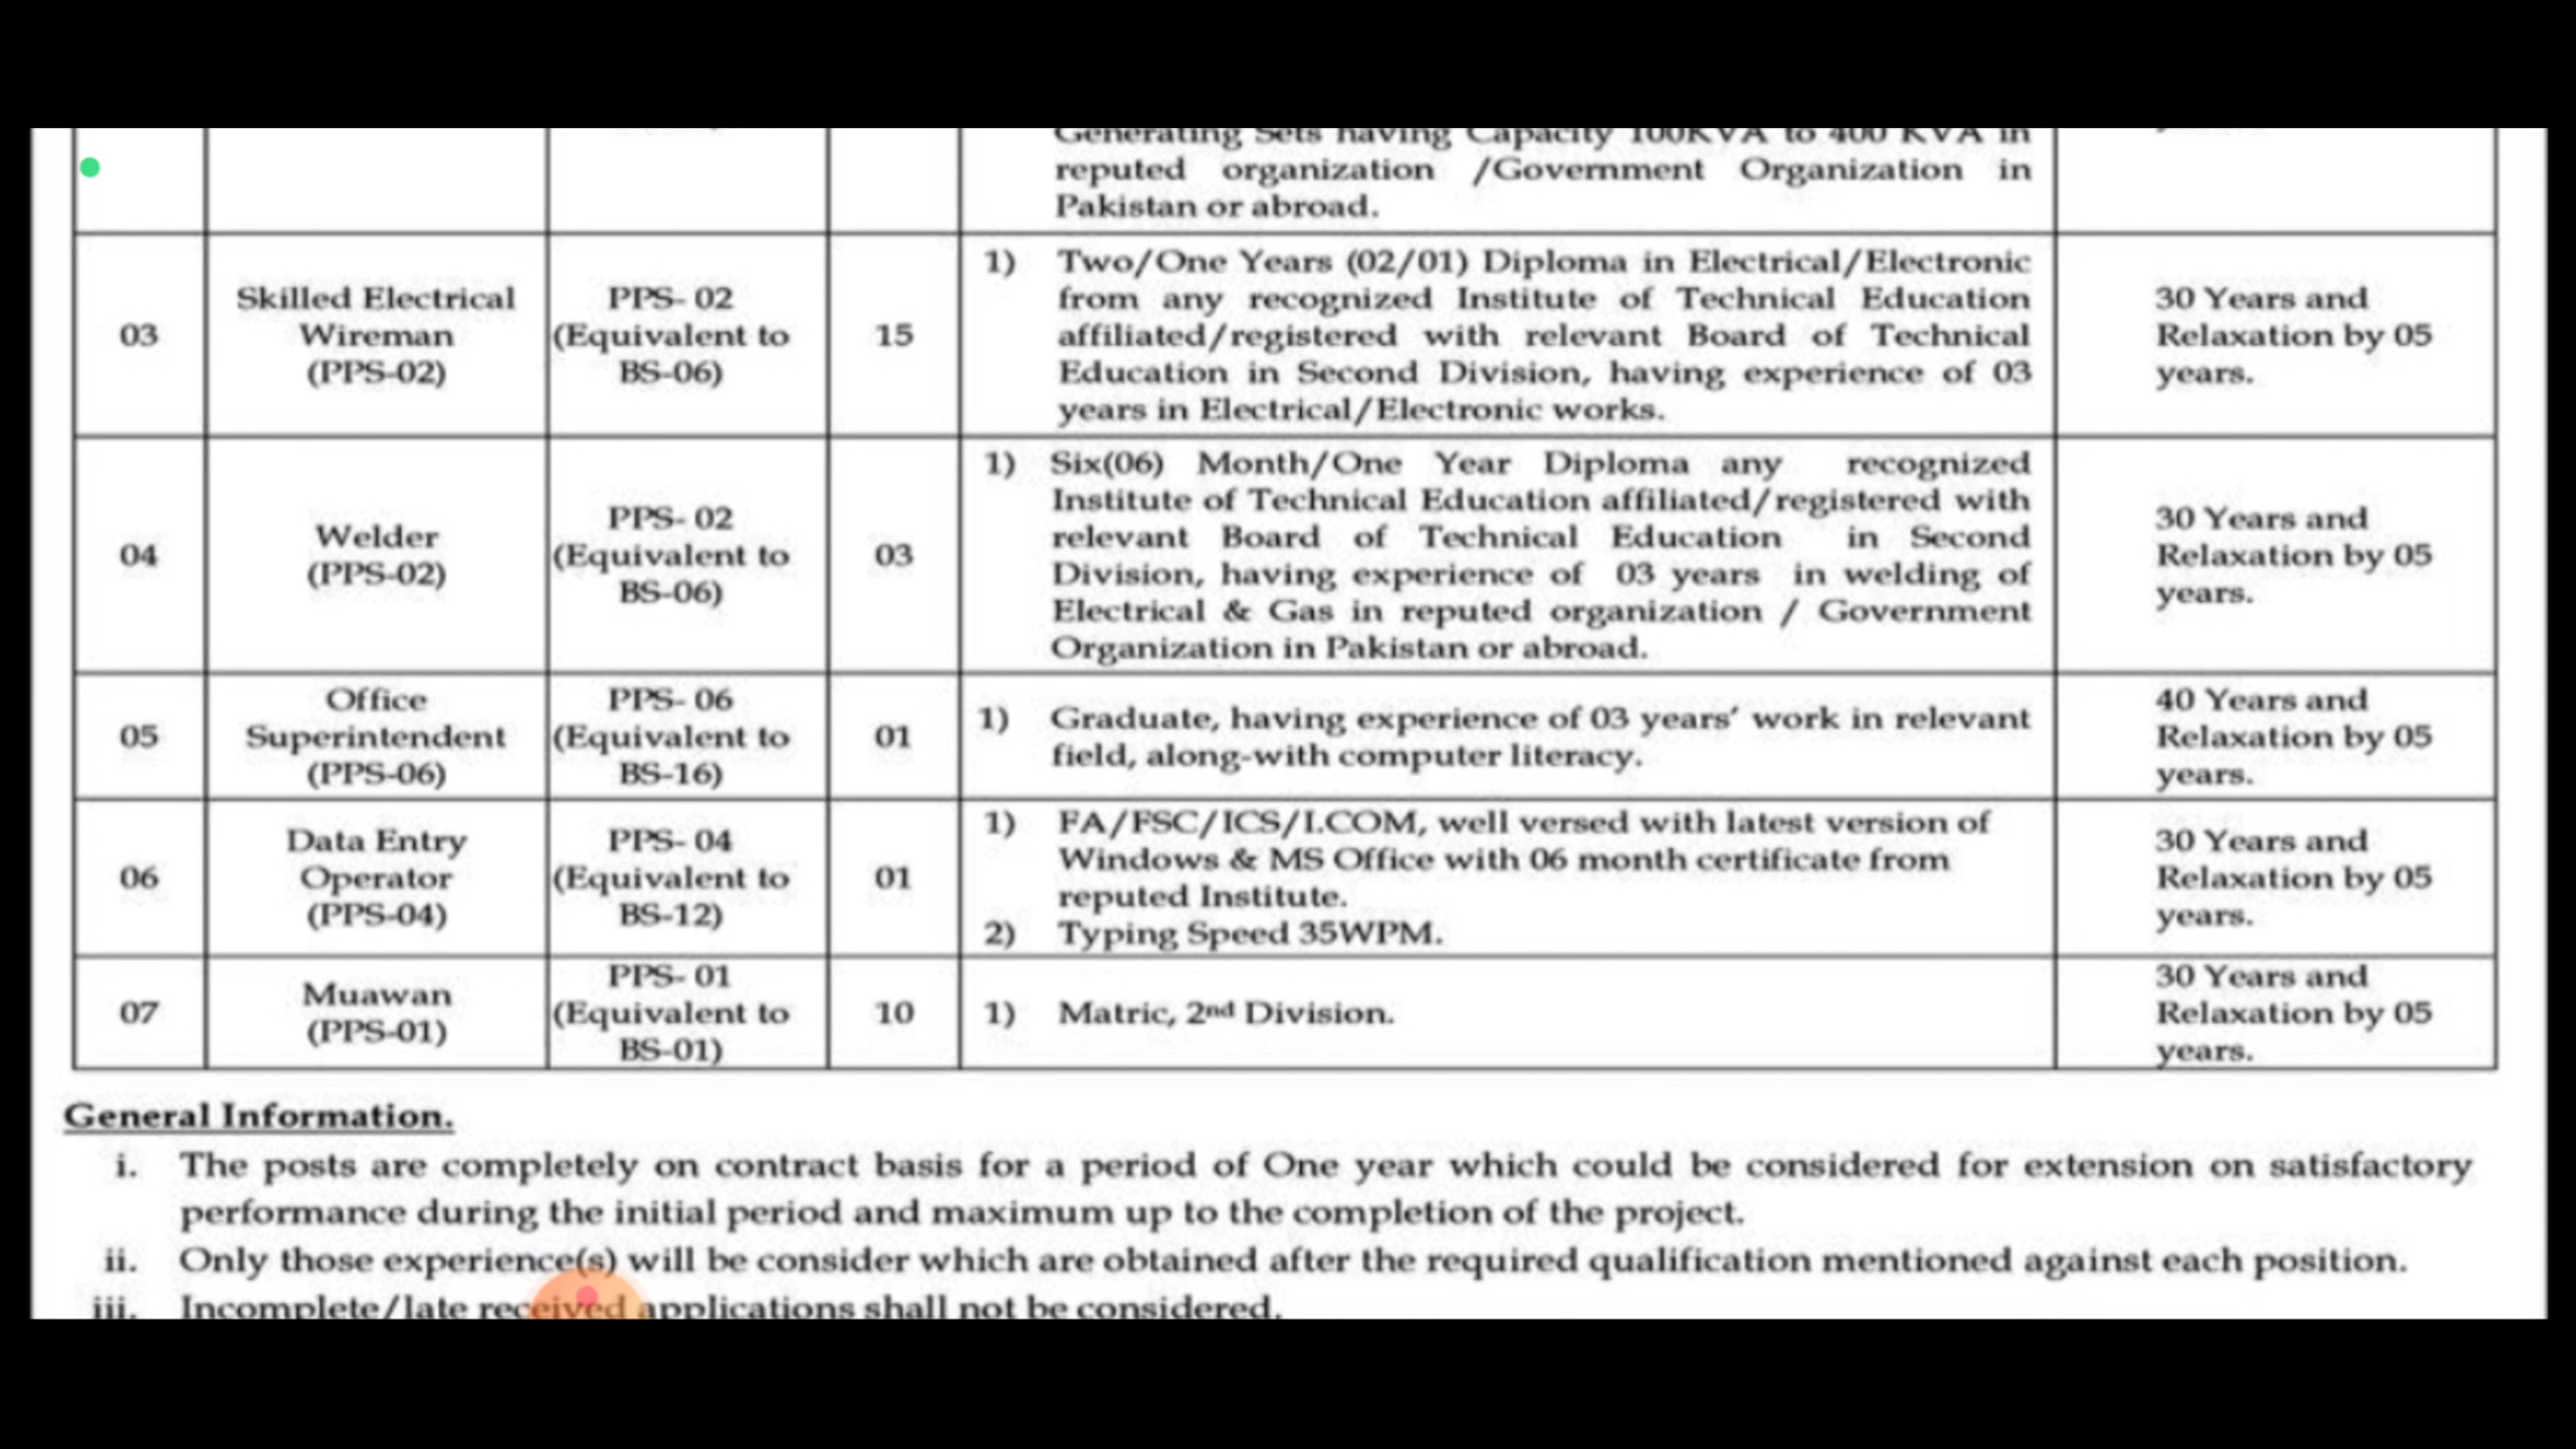 Generating Sets having Capacity 100KVA to 400 KVA in
reputed organization /Government Organization in
Pakistan or abroad.
03
Skilled Electrical
Wireman
(PPS-02)
PPS- 02
(Equivalent to
BS-06)
15
1) Two/One Years (02/01) Diploma in Electrical/Electronic
from any recognized Institute of Technical Education
affiliated/registered with relevant Board of Technical
Education in Second Division, having experience of 03
years in Electrical/Electronic works.
30 Years and
Relaxation by 05
years.
04
Welder
(PPS-02)
PPS- 02
(Equivalent to
BS-06)
03
1) Six(06) Month/One Year Diploma any recognized
Institute of Technical Education affiliated/registered with
relevant Board of Technical Education in Second
Division, having experience of 03 years in welding of
Electrical & Gas in reputed organization / Government
Organization in Pakistan or abroad.
30 Years and
Relaxation by 05
years.
05
Office
Superintendent
(PPS-06)
PPS- 06
(Equivalent to
BS-16)
01
1) Graduate, having experience of 03 years' work in relevant
field, along-with computer literacy.
40 Years and
Relaxation by 05
years.
06
Data Entry
Operator
(PPS-04)
PPS- 04
(Equivalent to
BS-12)
01
1) FA/FSC/ICS/I.COM, well versed with latest version of
Windows & MS Office with 06 month certificate from
reputed Institute.
2) Typing Speed 35WPM.
30 Years and
Relaxation by 05
years.
07
Muawan
(PPS-01)
PPS- 01
(Equivalent to
BS-01)
10
1) Matric, 2nd Division.
30 Years and
Relaxation by 05
years.
General Information.
i. The posts are completely on contract basis for a period of One year which could be considered for extension on satisfactory
performance during the initial period and maximum up to the completion of the project.
ii. Only those experience(s) will be consider which are obtained after the required qualification mentioned against each position.
iii. Incomplete/late received applications shall not be considered.